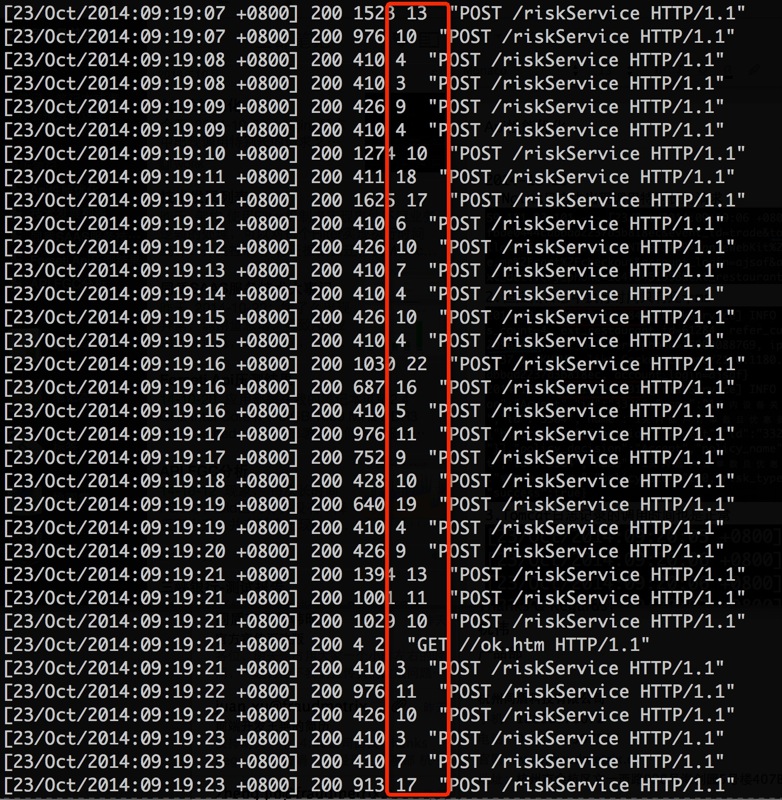 [23/Oct/2014:09:19:07 +0800] 200 1523 13 "POST /riskService HTTP/1.1"
[23/Oct/2014:09:19:07 +0800] 200 976 10 "POST /riskService HTTP/1.1"
[23/Oct/2014:09:19:08 +0800] 200 410 4 "POST /riskService HTTP/1.1"
[23/Oct/2014:09:19:08 +0800] 200 410 3 "POST /riskService HTTP/1.1"
[23/Oct/2014:09:19:09 +0800] 200 426 9 "POST /riskService HTTP/1.1"
[23/Oct/2014:09:19:09 +0800] 200 410 4 "POST /riskService HTTP/1.1"
[23/Oct/2014:09:19:10 +0800] 200 1274 10 "POST /riskService HTTP/1.1"
[23/Oct/2014:09:19:11 +0800] 200 411 18 "POST /riskService HTTP/1.1"
[23/Oct/2014:09:19:11 +0800] 200 1625 17 "POST /riskService HTTP/1.1"
[23/Oct/2014:09:19:12 +0800] 200 410 6 "POST /riskService HTTP/1.1"
[23/Oct/2014:09:19:12 +0800] 200 426 10 "POST /riskService HTTP/1.1"
[23/Oct/2014:09:19:13 +0800] 200 410 7 "POST /riskService HTTP/1.1"
[23/Oct/2014:09:19:14 +0800] 200 410 4 "POST /riskService HTTP/1.1"
[23/Oct/2014:09:19:15 +0800] 200 426 10 "POST /riskService HTTP/1.1"
[23/Oct/2014:09:19:15 +0800] 200 410 4 "POST /riskService HTTP/1.1"
[23/Oct/2014:09:19:16 +0800] 200 1030 22 "POST /riskService HTTP/1.1"
[23/Oct/2014:09:19:16 +0800] 200 687 16 "POST /riskService HTTP/1.1"
[23/Oct/2014:09:19:16 +0800] 200 410 5 "POST /riskService HTTP/1.1"
[23/Oct/2014:09:19:17 +0800] 200 976 11 "POST /riskService HTTP/1.1"
[23/Oct/2014:09:19:17 +0800] 200 752 9 "POST /riskService HTTP/1.1"
[23/Oct/2014:09:19:18 +0800] 200 428 10 "POST /riskService HTTP/1.1"
[23/Oct/2014:09:19:19 +0800] 200 640 19 "POST /riskService HTTP/1.1"
[23/Oct/2014:09:19:19 +0800] 200 410 4 "POST /riskService HTTP/1.1"
[23/Oct/2014:09:19:20 +0800] 200 426 9 "POST /riskService HTTP/1.1"
[23/Oct/2014:09:19:21 +0800] 200 1394 13 "POST /riskService HTTP/1.1"
[23/Oct/2014:09:19:21 +0800] 200 1001 11 "POST /riskService HTTP/1.1"
[23/Oct/2014:09:19:21 +0800] 200 1029 10 "POST /riskService HTTP/1.1"
[23/Oct/2014:09:19:21 +0800] 200 4 2 "GET //ok.htm HTTP/1.1"
[23/Oct/2014:09:19:21 +0800] 200 410 3 "POST /riskService HTTP/1.1"
[23/Oct/2014:09:19:22 +0800] 200 976 11 "POST /riskService HTTP/1.1"
[23/Oct/2014:09:19:22 +0800] 200 426 10 "POST /riskService HTTP/1.1"
[23/Oct/2014:09:19:23 +0800] 200 410 3 "POST /riskService HTTP/1.1"
[23/Oct/2014:09:19:23 +0800] 200 410 7 "POST /riskService HTTP/1.1"
[23/Oct/2014:09:19:23 +0800] 200 913 17 "POST /riskService HTTP/1.1"